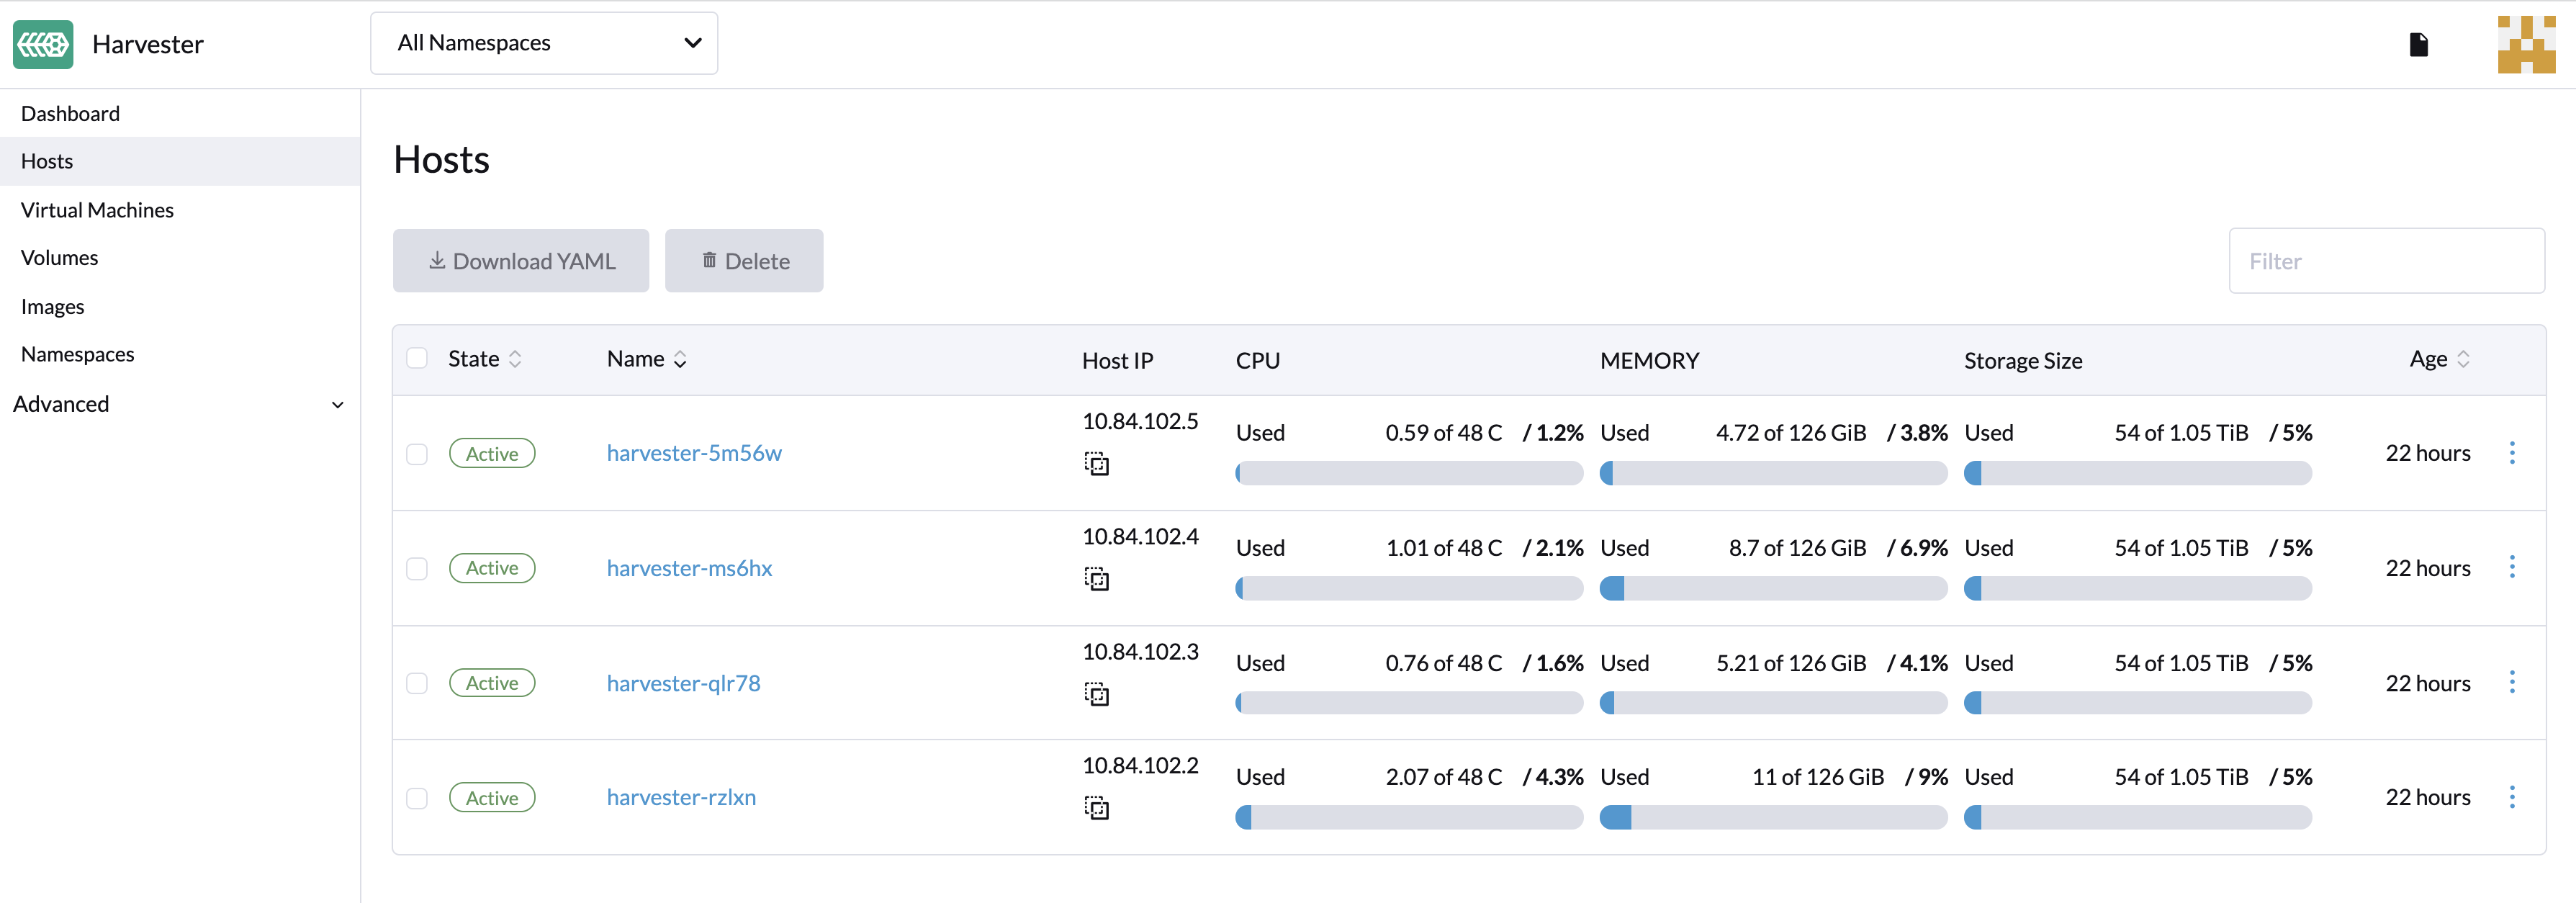 Harvester
All Namespaces
Dashboard
Hosts
Virtual Machines
Volumes
Images
Namespaces
Advanced
Hosts
Download YAML
Delete
Filter
State Name Host IP CPU MEMORY Storage Size Age
Active harvester-5m56w 10.84.102.5 Used 0.59 of 48 C / 1.2% Used 4.72 of 126 GiB / 3.8% Used 54 of 1.05 TiB / 5% 22 hours
Active harvester-ms6hx 10.84.102.4 Used 1.01 of 48 C / 2.1% Used 8.7 of 126 GiB / 6.9% Used 54 of 1.05 TiB / 5% 22 hours
Active harvester-qlr78 10.84.102.3 Used 0.76 of 48 C / 1.6% Used 5.21 of 126 GiB / 4.1% Used 54 of 1.05 TiB / 5% 22 hours
Active harvester-rzlxn 10.84.102.2 Used 2.07 of 48 C / 4.3% Used 11 of 126 GiB / 9% Used 54 of 1.05 TiB / 5% 22 hours